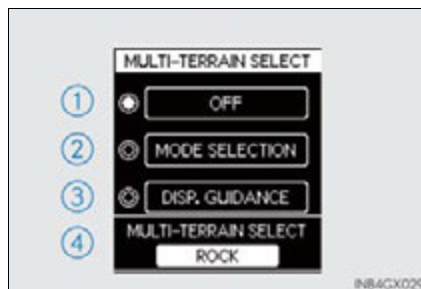 MULTI-TERRAIN SELECT
1 OFF
2 MODE SELECTION
3 DISP. GUIDANCE
4 MULTI-TERRAIN SELECT
ROCK
INB4GX029